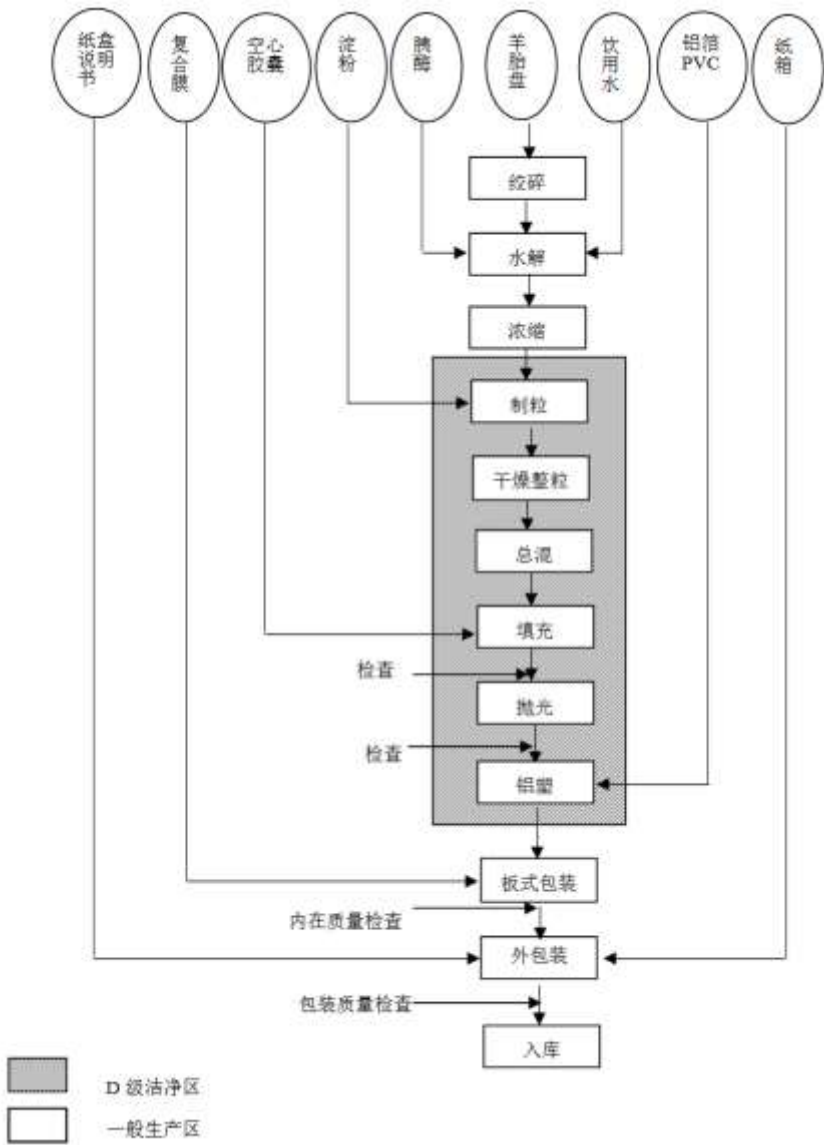 纸盒
说明
书
复
合
膜
空心
胶囊
淀
粉
胰
酶
羊
胎
盘
饮
用
水
铝箔
PVC
纸
箱
绞碎
水解
浓缩
制粒
干燥整粒
总混
填充
检查
抛光
检查
铝塑
板式包装
内在质量检查
外包装
包装质量检查
入库
D 级洁净区
一般生产区